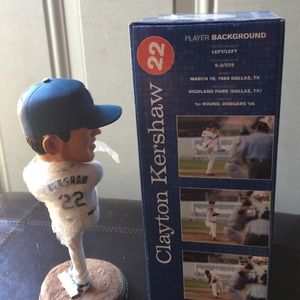 PLAYER BACKGROUND
LEFT/LEFT
6-3/228
MARCH 19, 1988 DALLAS, TX
HIGHLAND PARK (DALLAS, TX)
1st ROUND, DODGERS '06
22
Clayton Kershaw
KERSHAW
22